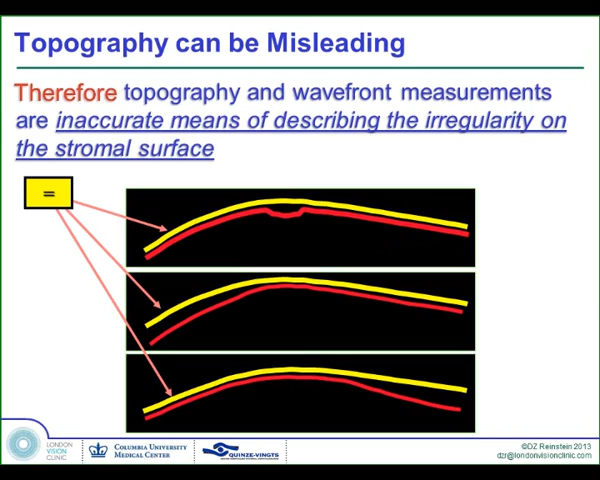 Topography can be Misleading
Therefore topography and wavefront measurements
are inaccurate means of describing the irregularity on
the stromal surface
=
LONDON
VISION
CLINIC
COLUMBIA UNIVERSITY
MEDICAL CENTER
QUINZE-VINGTS
©DZ Reinstein 2013
dzr@londonvisionclinic.com